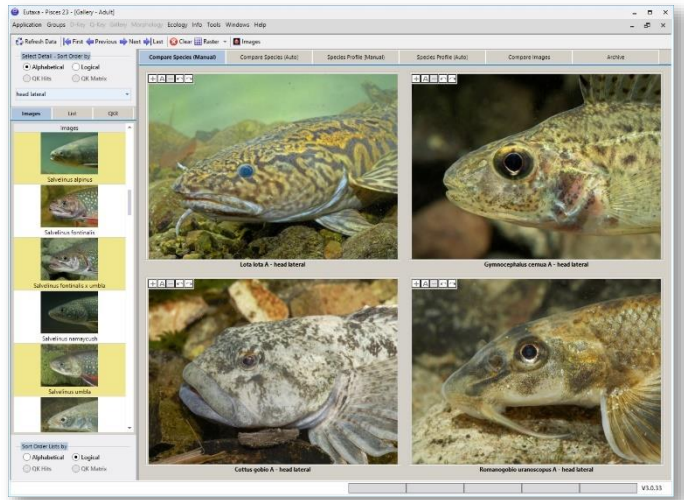 Eutaxa - Pisces 23 - [Gallery - Adult]
Application Groups D-Key Q-Key Gallery Morphology Ecology Info Tools Windows Help
Refresh Data First Previous Next Last Clear Raster Images
Select Detail - Sort Order by
Alphabetical Logical
QK Hits QK Matrix
head lateral
Images List QSR
Images
Salvelinus alpinus
Salvelinus fontinalis
Salvelinus fontinalis x umbla
Salvelinus namaycush
Salvelinus umbla
Sort Order Lists by
Alphabetical Logical
QK Hits QK Matrix
Compare Species (Manual) Compare Species (Auto) Species Profile (Manual) Species Profile (Auto) Compare Images Archive
Lota lota A - head lateral
Gymnocephalus cernua A - head lateral
Cottus gobio A - head lateral
Romanogobio uranoscopus A - head lateral
V3.0.53